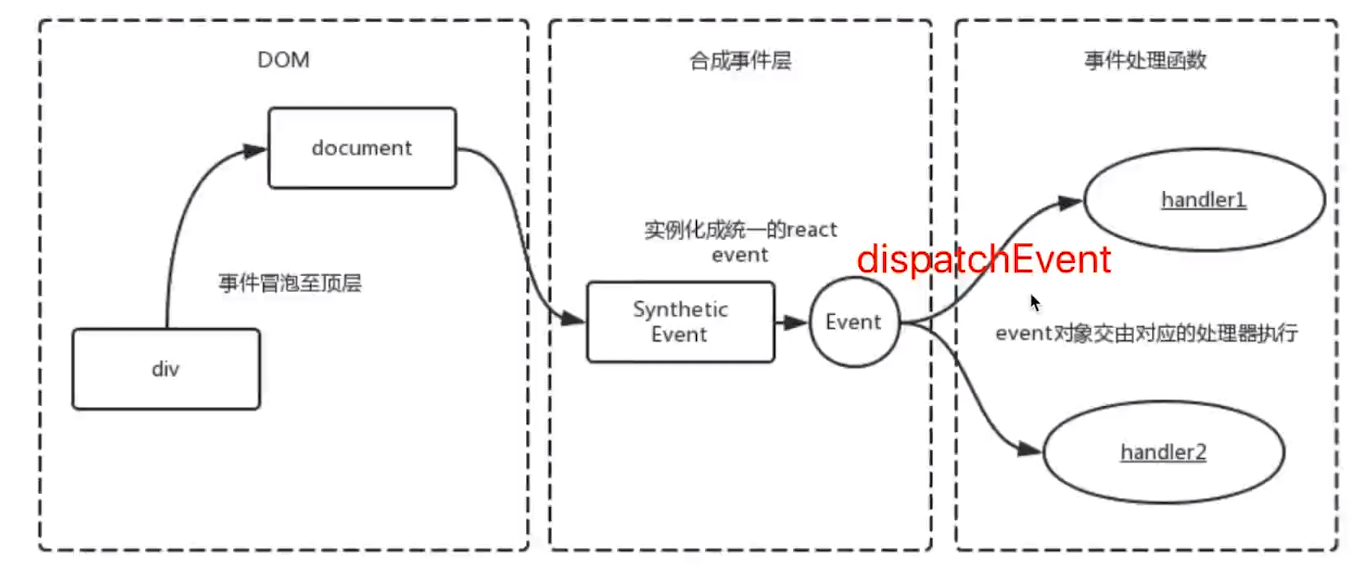 DOM
document
事件冒泡至顶层
div
合成事件层
实例化成统一的react
event
Synthetic
Event
Event
dispatchEvent
事件处理函数
handler1
event对象交由对应的处理器执行
handler2